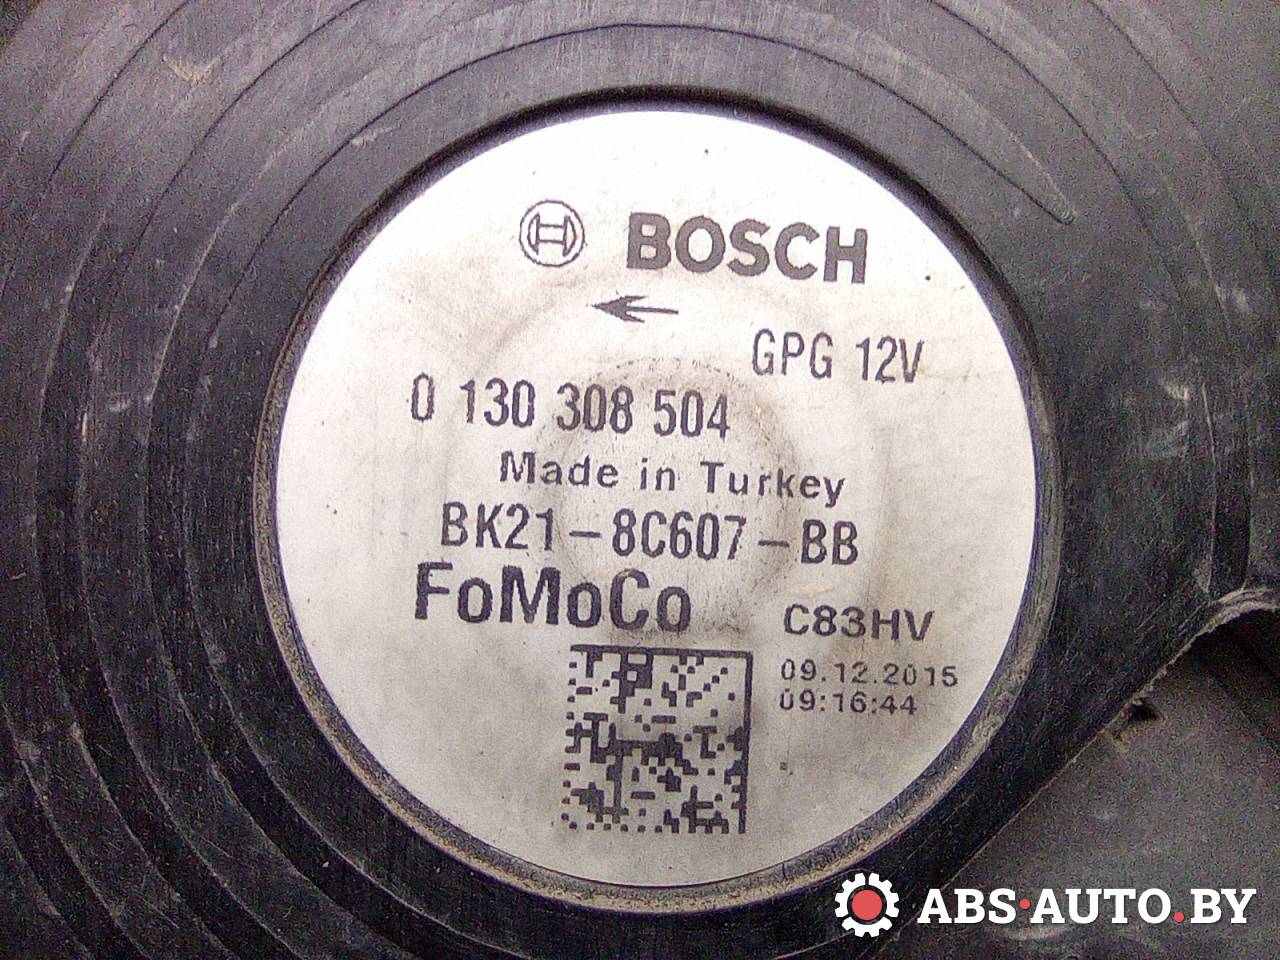 BOSCH
GPG 12V
0 130 308 504
Made in Turkey
BK21-8C607-BB
FoMoCo
C83HV
09.12.2015
09:16:44
ABS·AUTO.BY